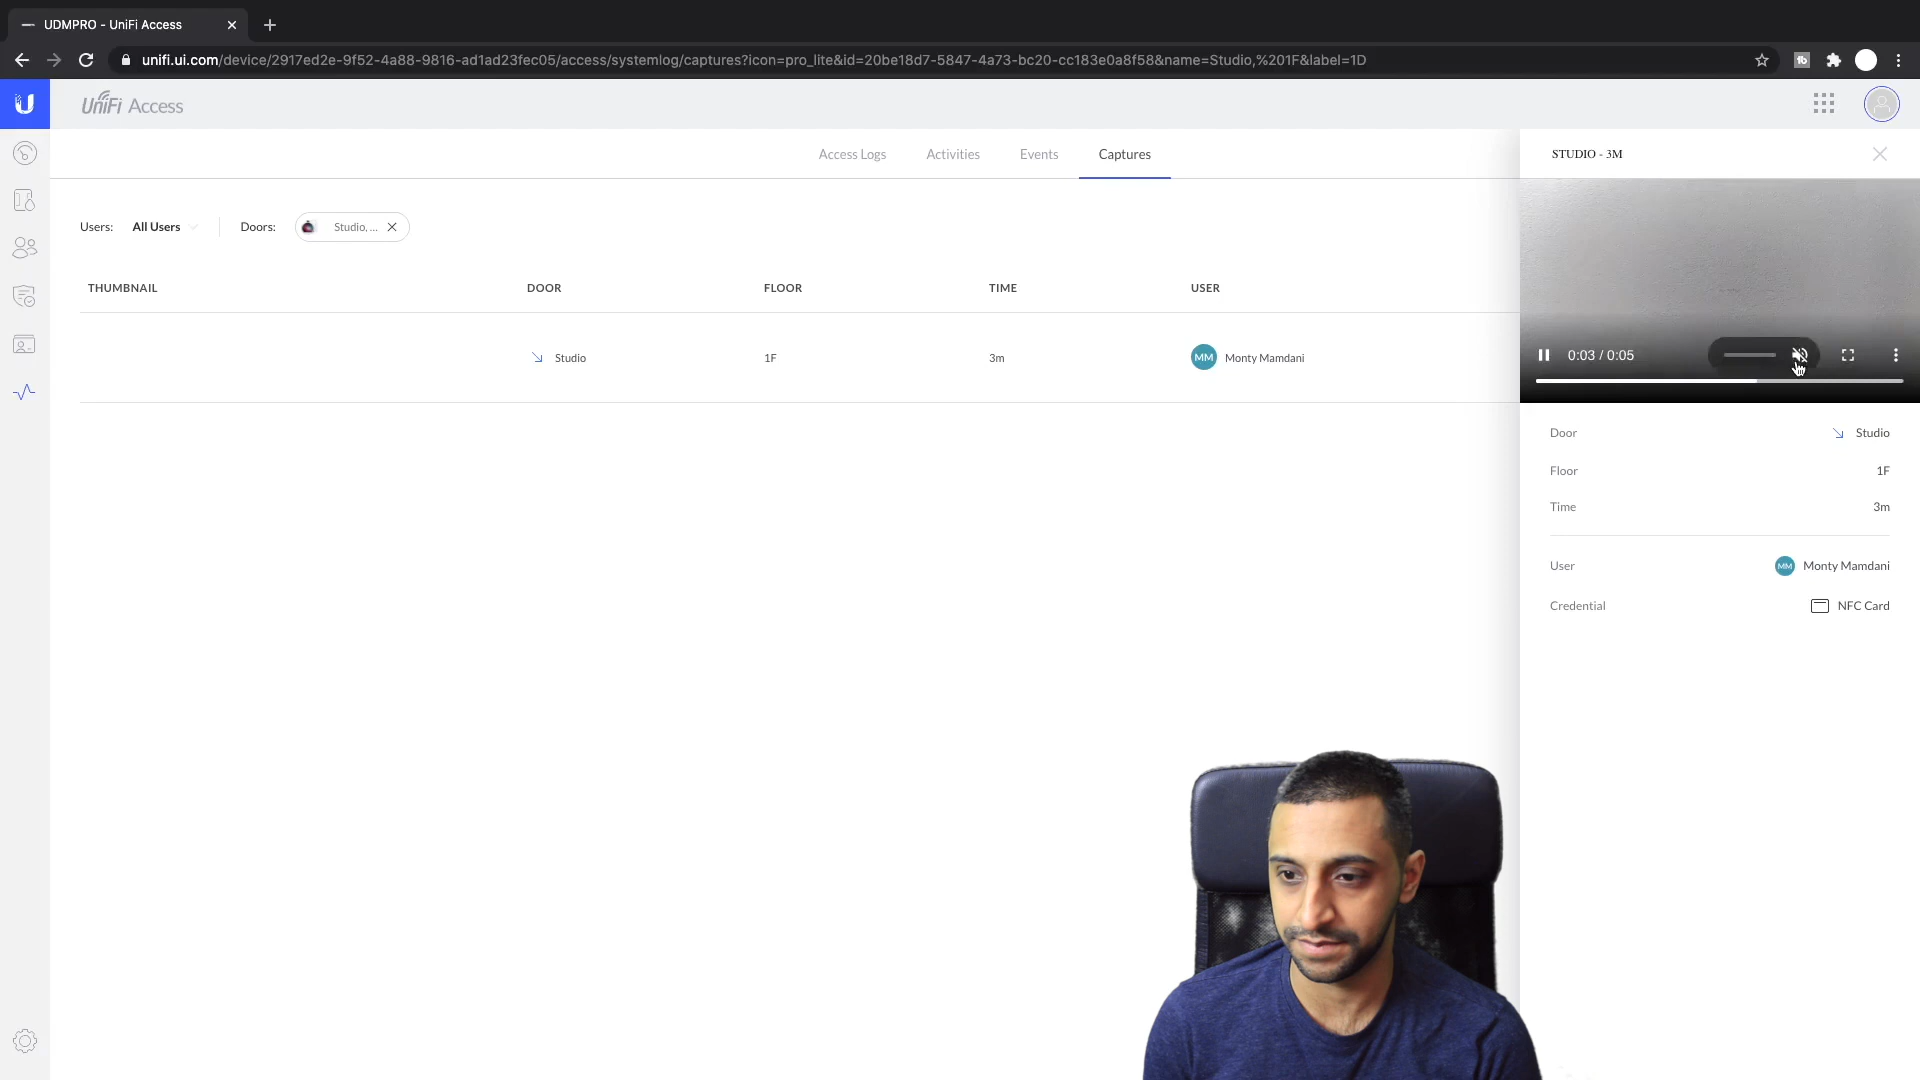 UDMPRO - UniFi Access
unifi.ui.com/device/2917ed2e-9f52-4a88-9816-ad1ad23fec05/access/systemlog/captures?icon=pro_lite&id=20be18d7-5847-4a73-bc20-cc183e0a8f58&name=Studio,%201F&label=1D
UniFi Access
Access Logs Activities Events Captures
STUDIO - 3M
Users: All Users Doors: Studio, ...
THUMBNAIL DOOR FLOOR TIME USER
Studio 1F 3m MM Monty Mamdani
0:03 / 0:05
Door Studio
Floor 1F
Time 3m
User MM Monty Mamdani
Credential NFC Card